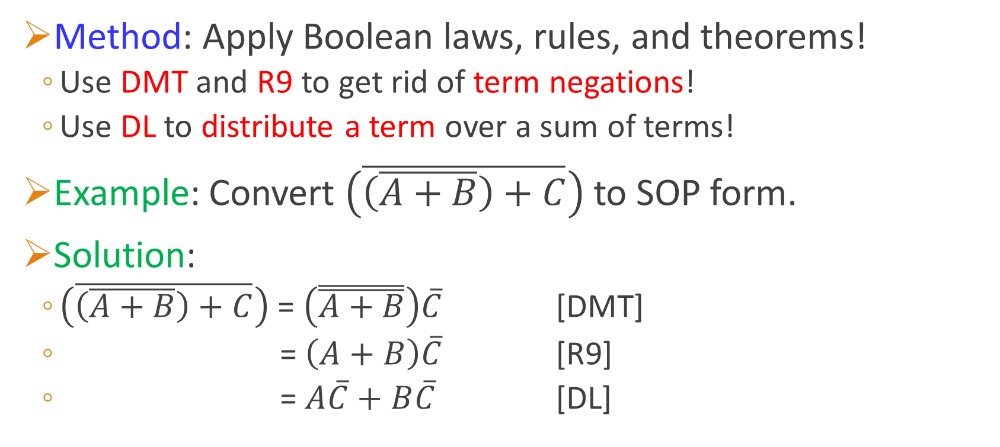 ➢Method: Apply Boolean laws, rules, and theorems!
◦ Use DMT and R9 to get rid of term negations!
◦ Use DL to distribute a term over a sum of terms!
➢Example: Convert $\left(\overline{(\overline{A + B}) + C}\right)$ to SOP form.
➢Solution:
◦ $\left(\overline{(\overline{A + B}) + C}\right) = \left(\overline{\overline{A + B}}\right)\bar{C}$ [DMT]
◦ $= (A + B)\bar{C}$ [R9]
◦ $= A\bar{C} + B\bar{C}$ [DL]